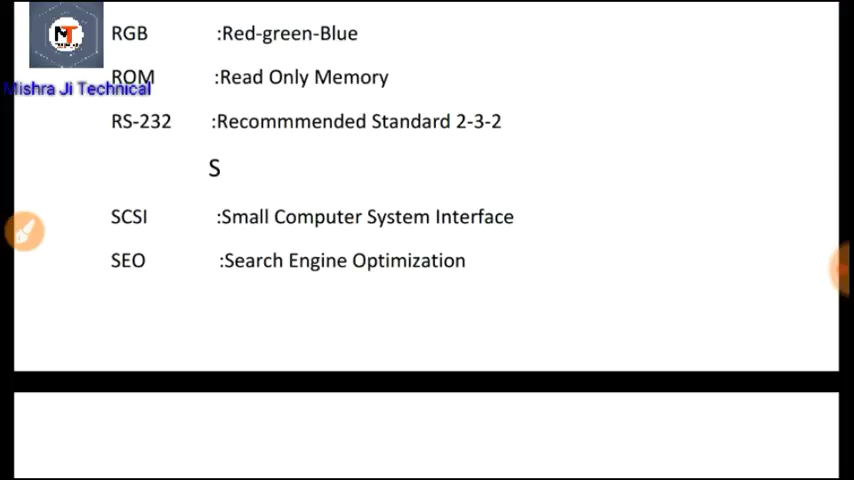 RGB :Red-green-Blue
ROM :Read Only Memory
Mishra Ji Technical
RS-232 :Recommmended Standard 2-3-2
S
SCSI :Small Computer System Interface
SEO :Search Engine Optimization